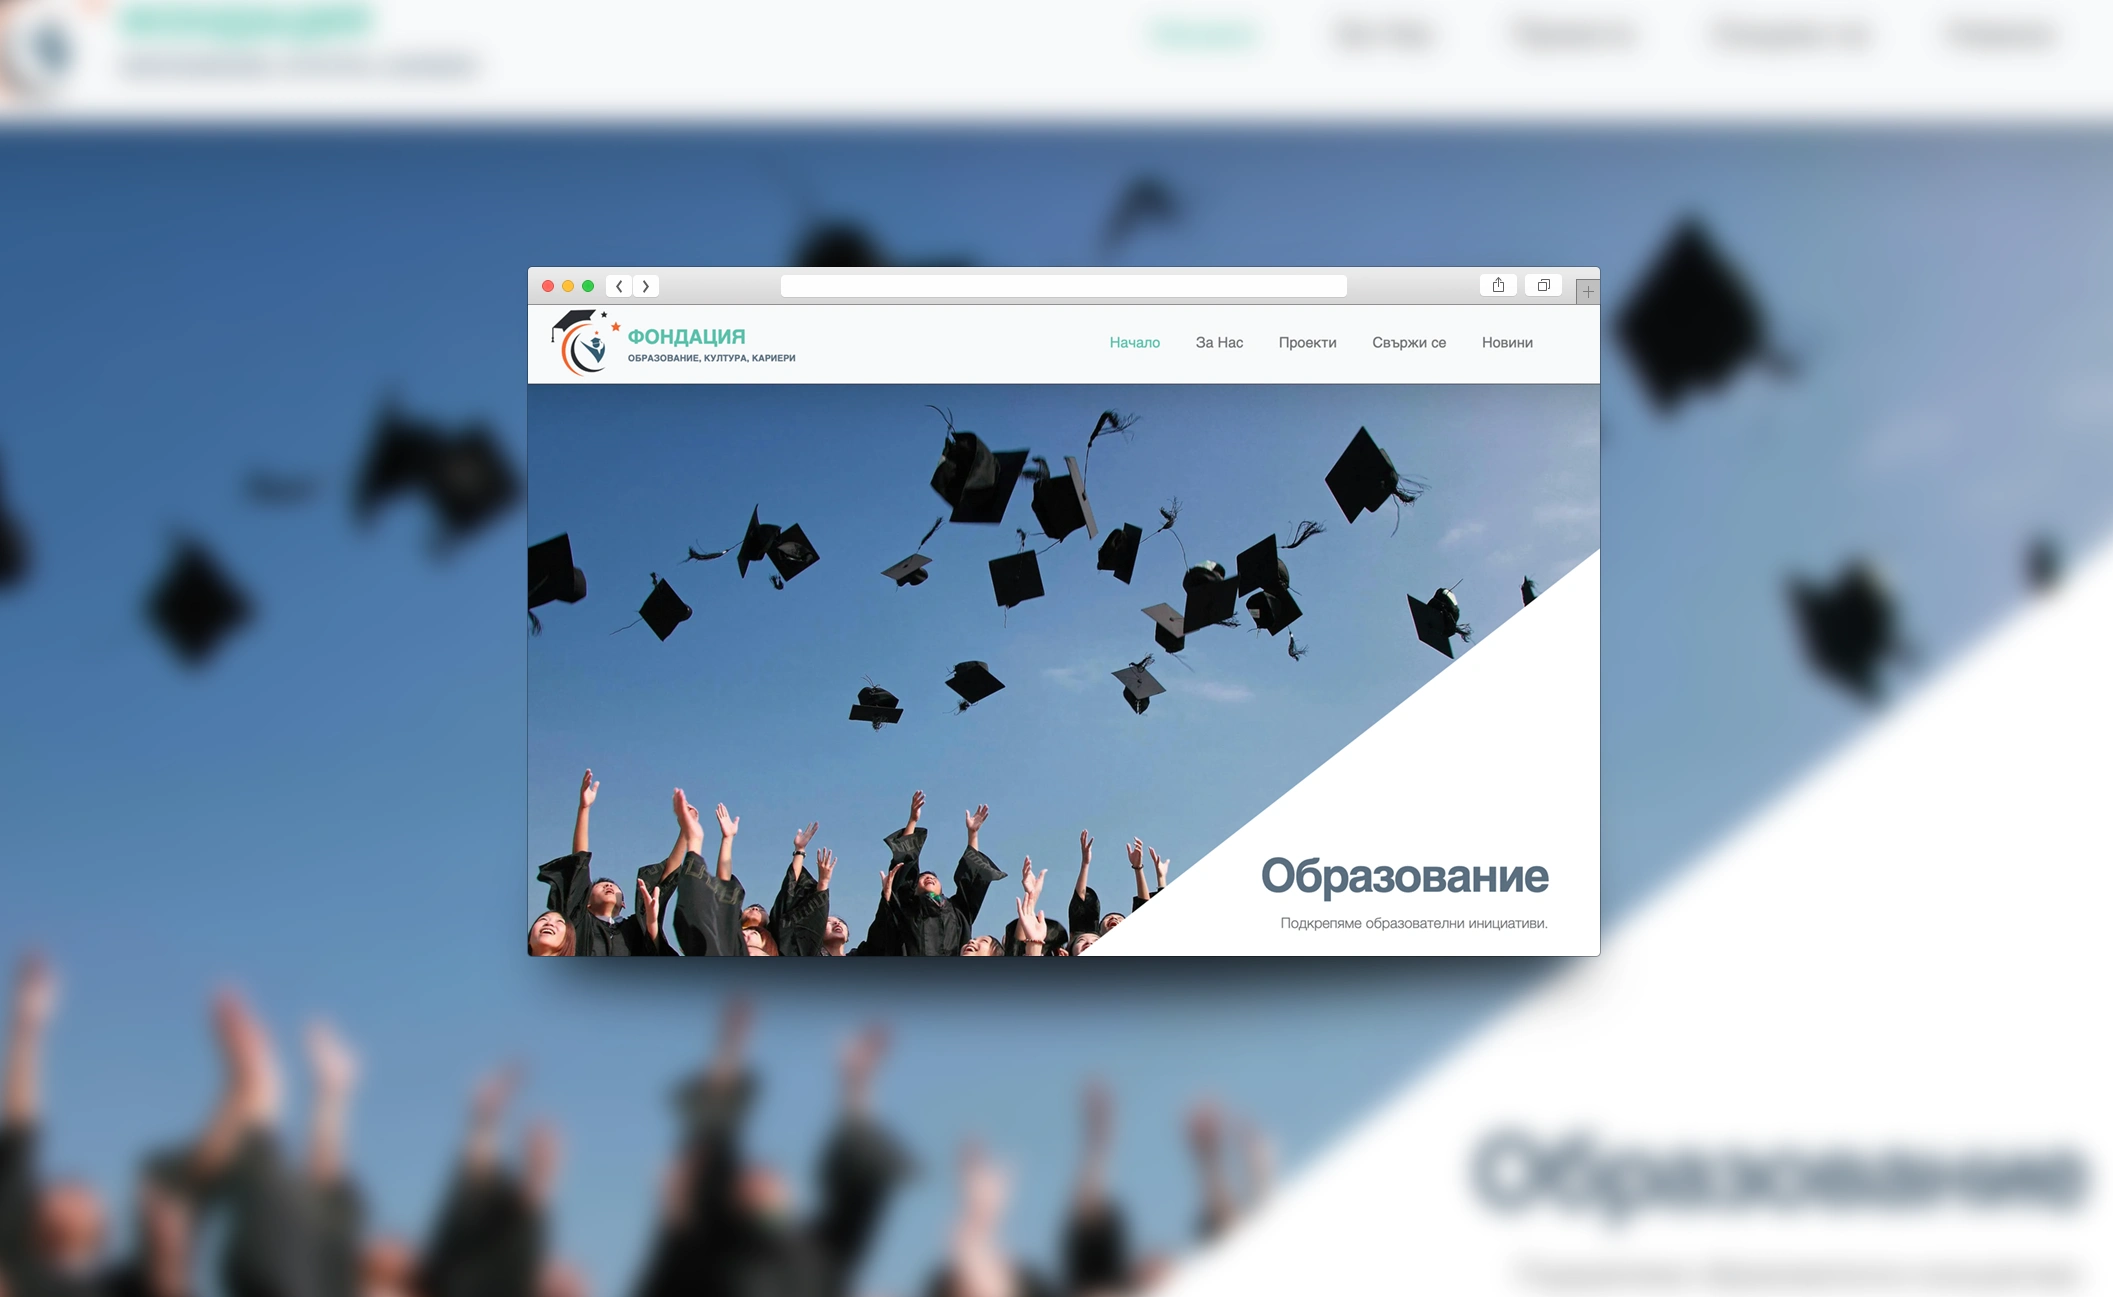 ФОНДАЦИЯ
ОБРАЗОВАНИЕ, КУЛТУРА, КАРИЕРИ
Начало За Нас Проекти Свържи се Новини
Образование
Подкрепяме образователни инициативи.